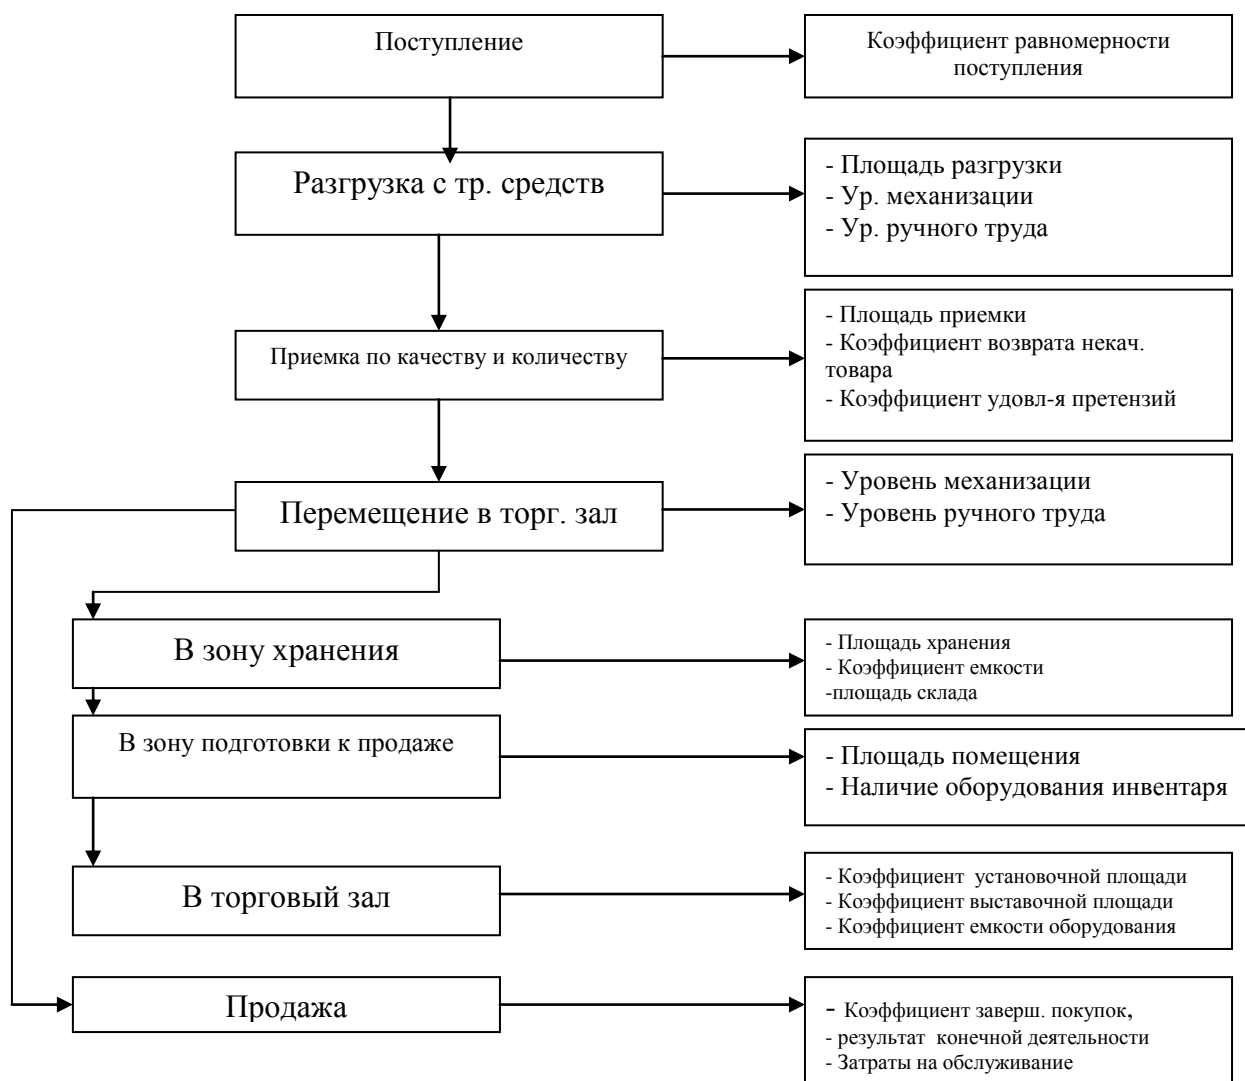 Поступление
Коэффициент равномерности
поступления
Разгрузка с тр. средств
- Площадь разгрузки
- Ур. механизации
- Ур. ручного труда
Приемка по качеству и количеству
- Площадь приемки
- Коэффициент возврата некач.
товара
- Коэффициент удовл-я претензий
Перемещение в торг. зал
- Уровень механизации
- Уровень ручного труда
В зону хранения
- Площадь хранения
- Коэффициент емкости
-площадь склада
В зону подготовки к продаже
- Площадь помещения
- Наличие оборудования инвентаря
В торговый зал
- Коэффициент установочной площади
- Коэффициент выставочной площади
- Коэффициент емкости оборудования
Продажа
- Коэффициент заверш. покупок,
- результат конечной деятельности
- Затраты на обслуживание